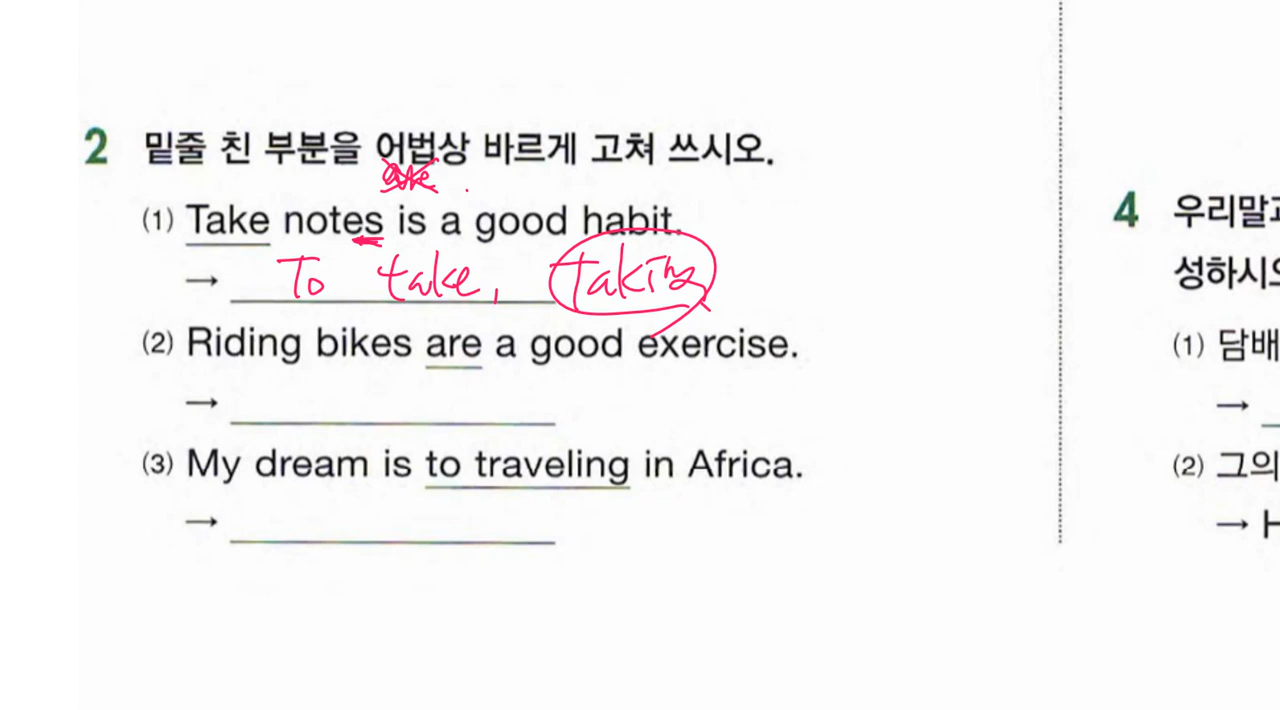 2 밑줄 친 부분을 어법상 바르게 고쳐 쓰시오.
(1) Take notes is a good habit.
→ To take, taking
(2) Riding bikes are a good exercise.
→
(3) My dream is to traveling in Africa.
→
4 우리말과
성하시오
(1) 담배
→
(2) 그의
→ H